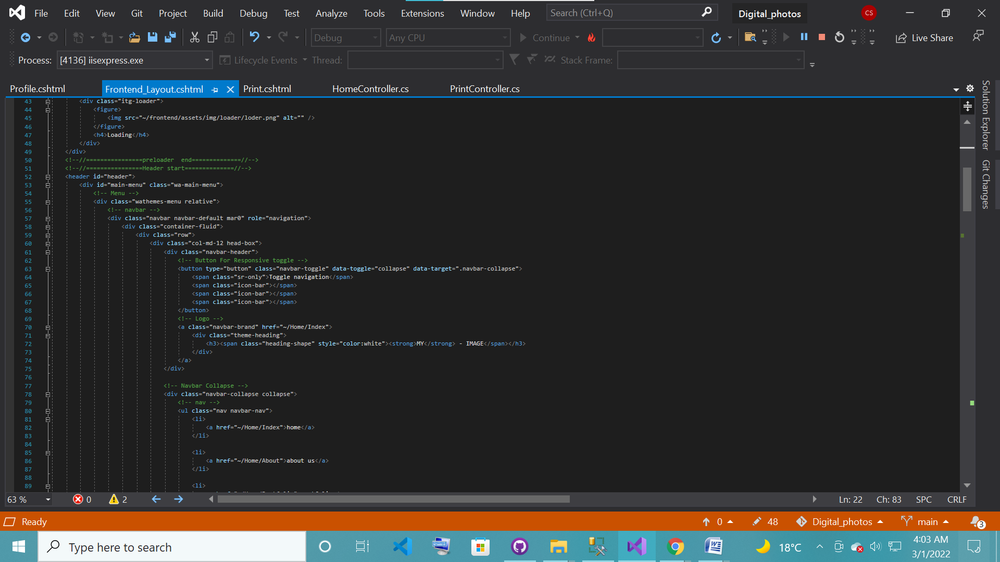 File Edit View Git Project Build Debug Test Analyze Tools Extensions Window Help Search (Ctrl+Q) Digital_photos CS
Debug Any CPU Continue Live Share
Process: [4136] iisexpress.exe Lifecycle Events Thread: Stack Frame:
Profile.cshtml Frontend_Layout.cshtml Print.cshtml HomeController.cs PrintController.cs
43 <div class="itg-loader">
44 <figure>
45 <img src="~/frontend/assets/img/loader/loder.png" alt="" />
46 </figure>
47 <h4>Loading</h4>
48 </div>
49 </div>
50 <!--//================preloader  end==============//-->
51 <!--//================Header start==============//-->
52 <header id="header">
53 <div id="main-menu" class="wa-main-menu">
54 <!-- Menu -->
55 <div class="wathemes-menu relative">
56 <!-- navbar -->
57 <div class="navbar navbar-default mar0" role="navigation">
58 <div class="container-fluid">
59 <div class="row">
60 <div class="col-md-12 head-box">
61 <div class="navbar-header">
62 <!-- Button For Responsive toggle -->
63 <button type="button" class="navbar-toggle" data-toggle="collapse" data-target=".navbar-collapse">
64 <span class="sr-only">Toggle navigation</span>
65 <span class="icon-bar"></span>
66 <span class="icon-bar"></span>
67 <span class="icon-bar"></span>
68 </button>
69 <!-- Logo -->
70 <a class="navbar-brand" href="~/Home/Index">
71 <div class="theme-heading">
72 <h3><span class="heading-shape" style="color:white"><strong>MY</strong> - IMAGE</span></h3>
73 </div>
74 </a>
75 </div>
76
77 <!-- Navbar Collapse -->
78 <div class="navbar-collapse collapse">
79 <!-- nav -->
80 <ul class="nav navbar-nav">
81 <li>
82 <a href="~/Home/Index">home</a>
83 </li>
84
85 <li>
86 <a href="~/Home/About">about us</a>
87 </li>
88
89 <li>
Solution Explorer
Git Changes
63 % 0 2 Ln: 22 Ch: 83 SPC CRLF
Ready 0 48 Digital_photos main 3
Type here to search 18°C 4:03 AM
3/1/2022